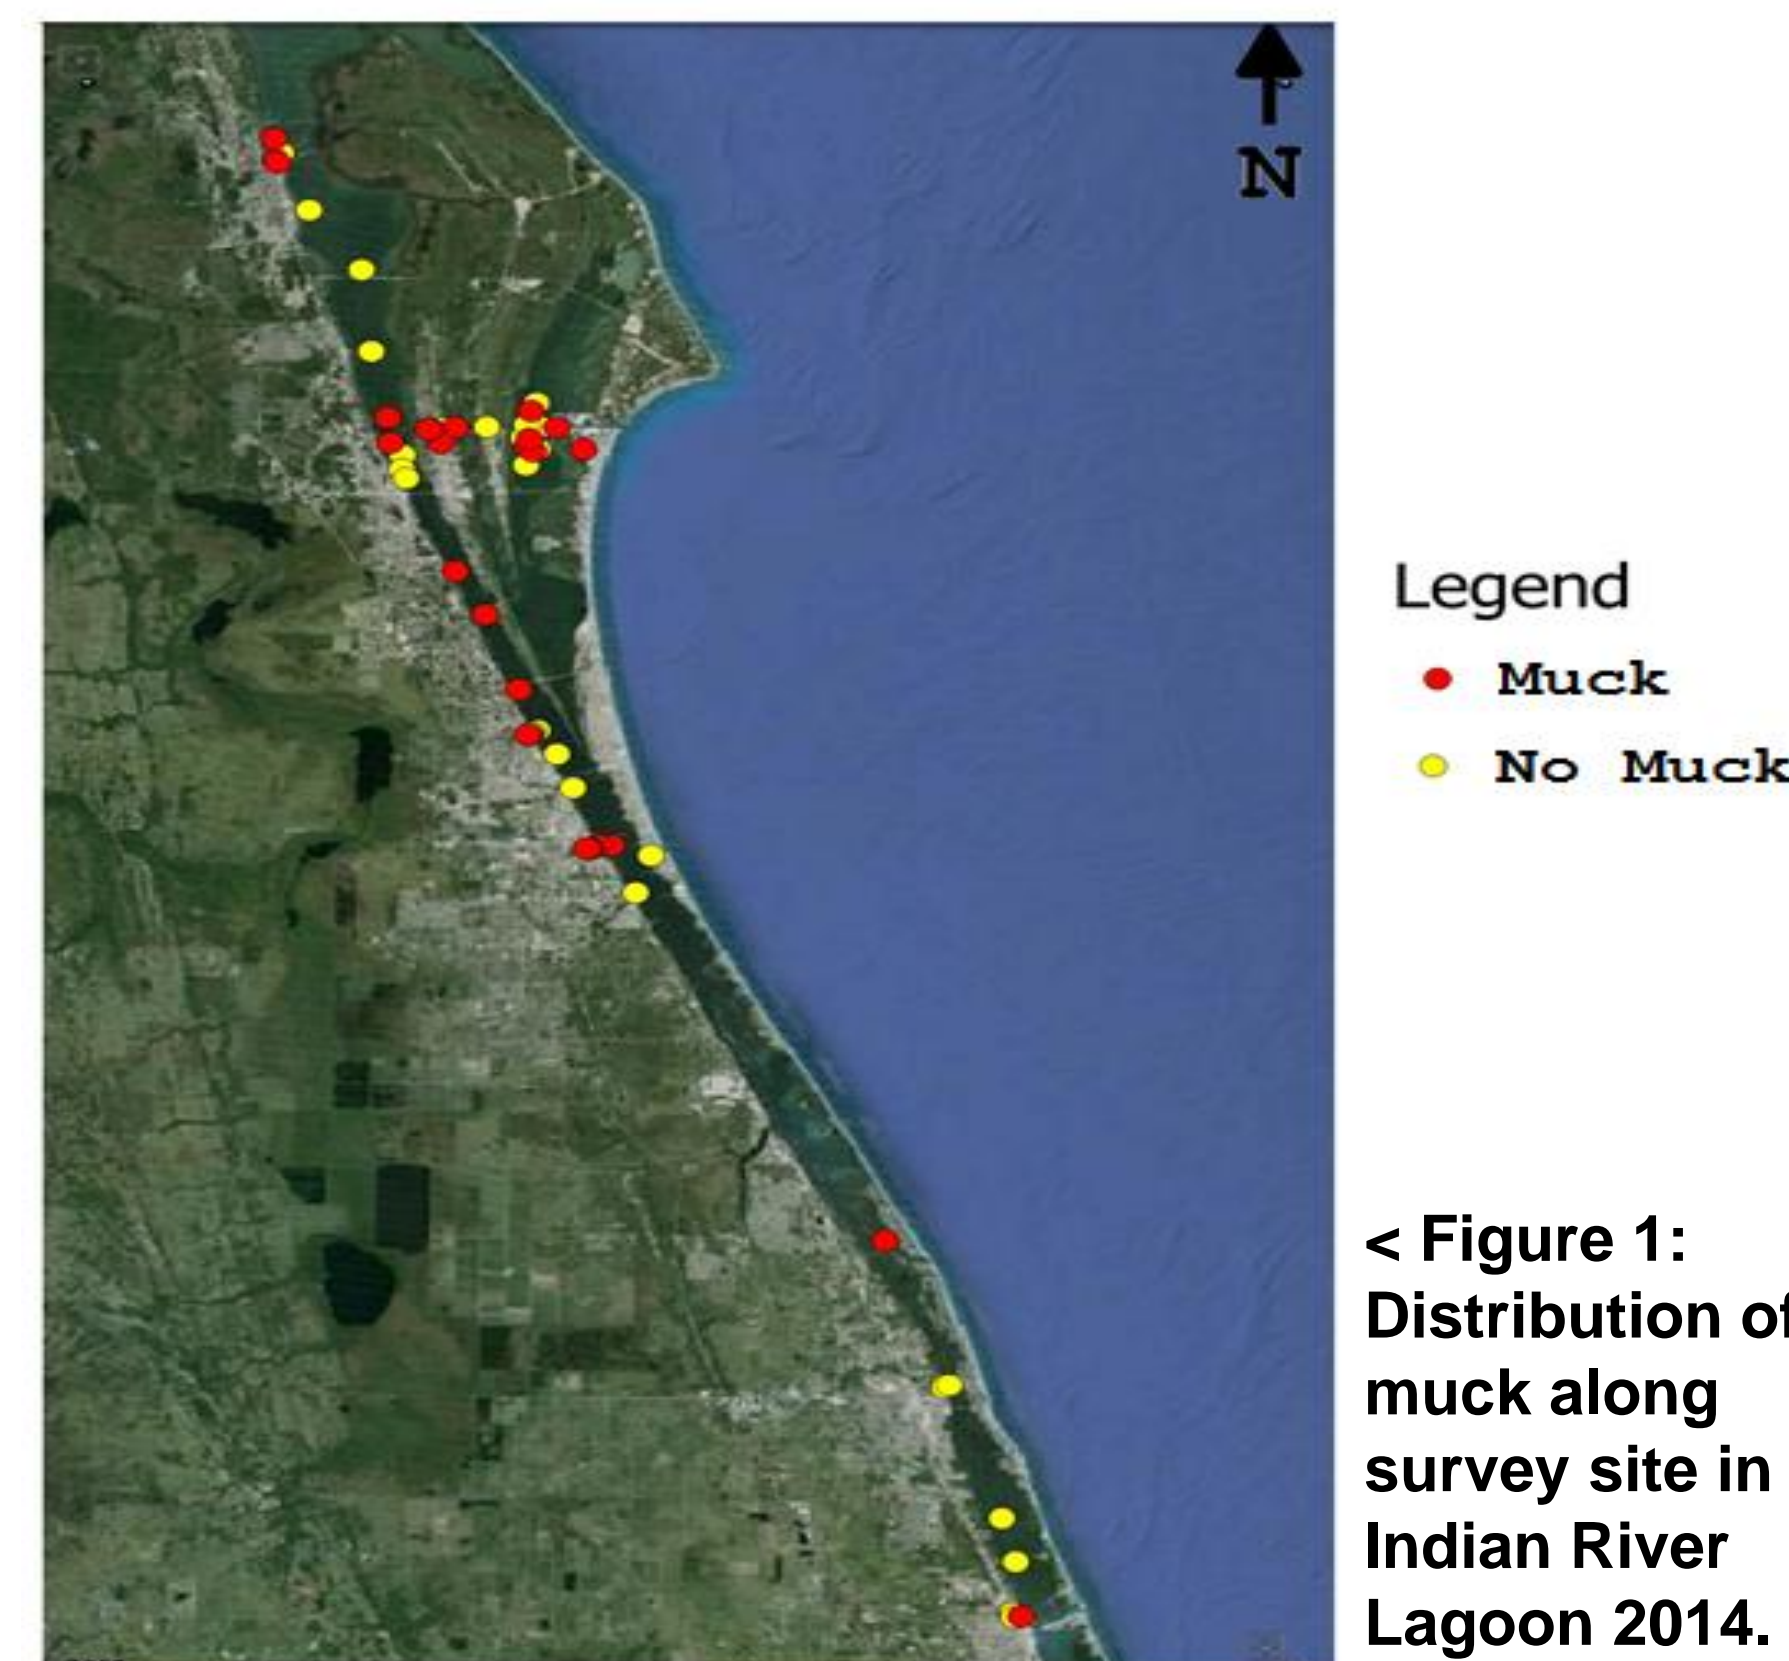 N
Legend
Muck
No Muck
< Figure 1:
Distribution of
muck along
survey site in
Indian River
Lagoon 2014.